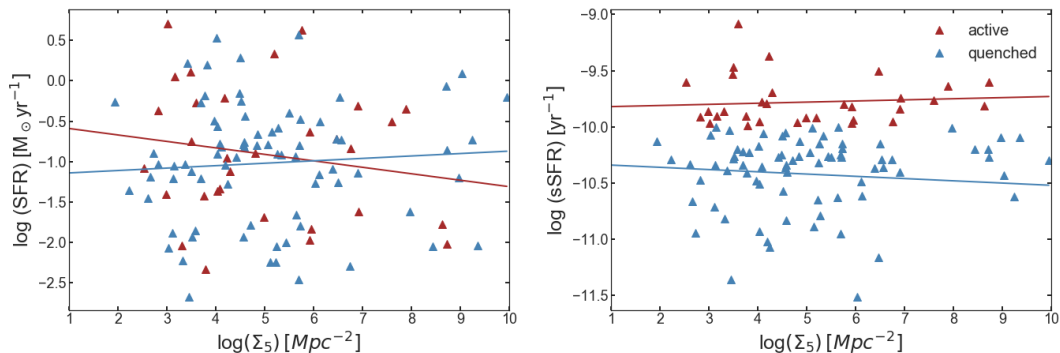 0.5
0.0
−0.5
−1.0
−1.5
−2.0
−2.5
log (SFR) [M⊙ yr⁻¹]
1 2 3 4 5 6 7 8 9 10
log(Σ₅) [Mpc⁻²]
−9.0
−9.5
−10.0
−10.5
−11.0
−11.5
log (sSFR) [yr⁻¹]
active
quenched
1 2 3 4 5 6 7 8 9 10
log(Σ₅) [Mpc⁻²]